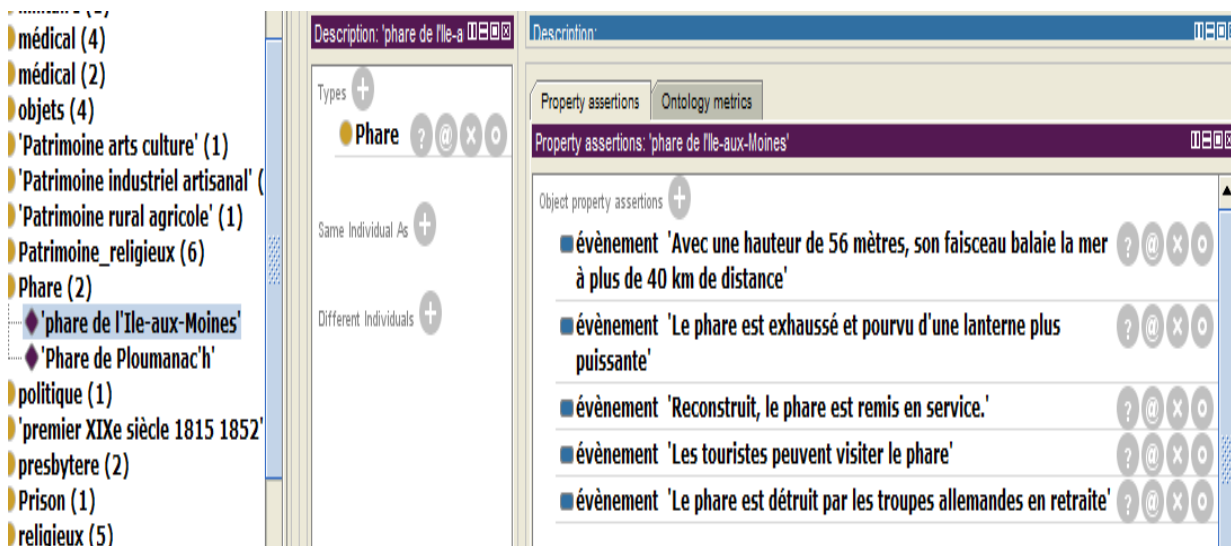 médical (4)
médical (2)
objets (4)
'Patrimoine arts culture' (1)
'Patrimoine industriel artisanal' (
'Patrimoine rural agricole' (1)
Patrimoine_religieux (6)
Phare (2)
'phare de l'Ile-aux-Moines'
'Phare de Ploumanac'h'
politique (1)
'premier XIXe siècle 1815 1852'
presbytere (2)
Prison (1)
religieux (5)
Description: 'phare de l'Ile-a
Types +
Phare ? @ X O
Same Individual As +
Different Individuals +
Description:
Property assertions Ontology metrics
Property assertions: 'phare de l'Ile-aux-Moines'
Object property assertions +
évènement 'Avec une hauteur de 56 mètres, son faisceau balaie la mer ? @ X O
à plus de 40 km de distance'
évènement 'Le phare est exhaussé et pourvu d'une lanterne plus ? @ X O
puissante'
évènement 'Reconstruit, le phare est remis en service.' ? @ X O
évènement 'Les touristes peuvent visiter le phare' ? @ X O
évènement 'Le phare est détruit par les troupes allemandes en retraite' ? @ X O